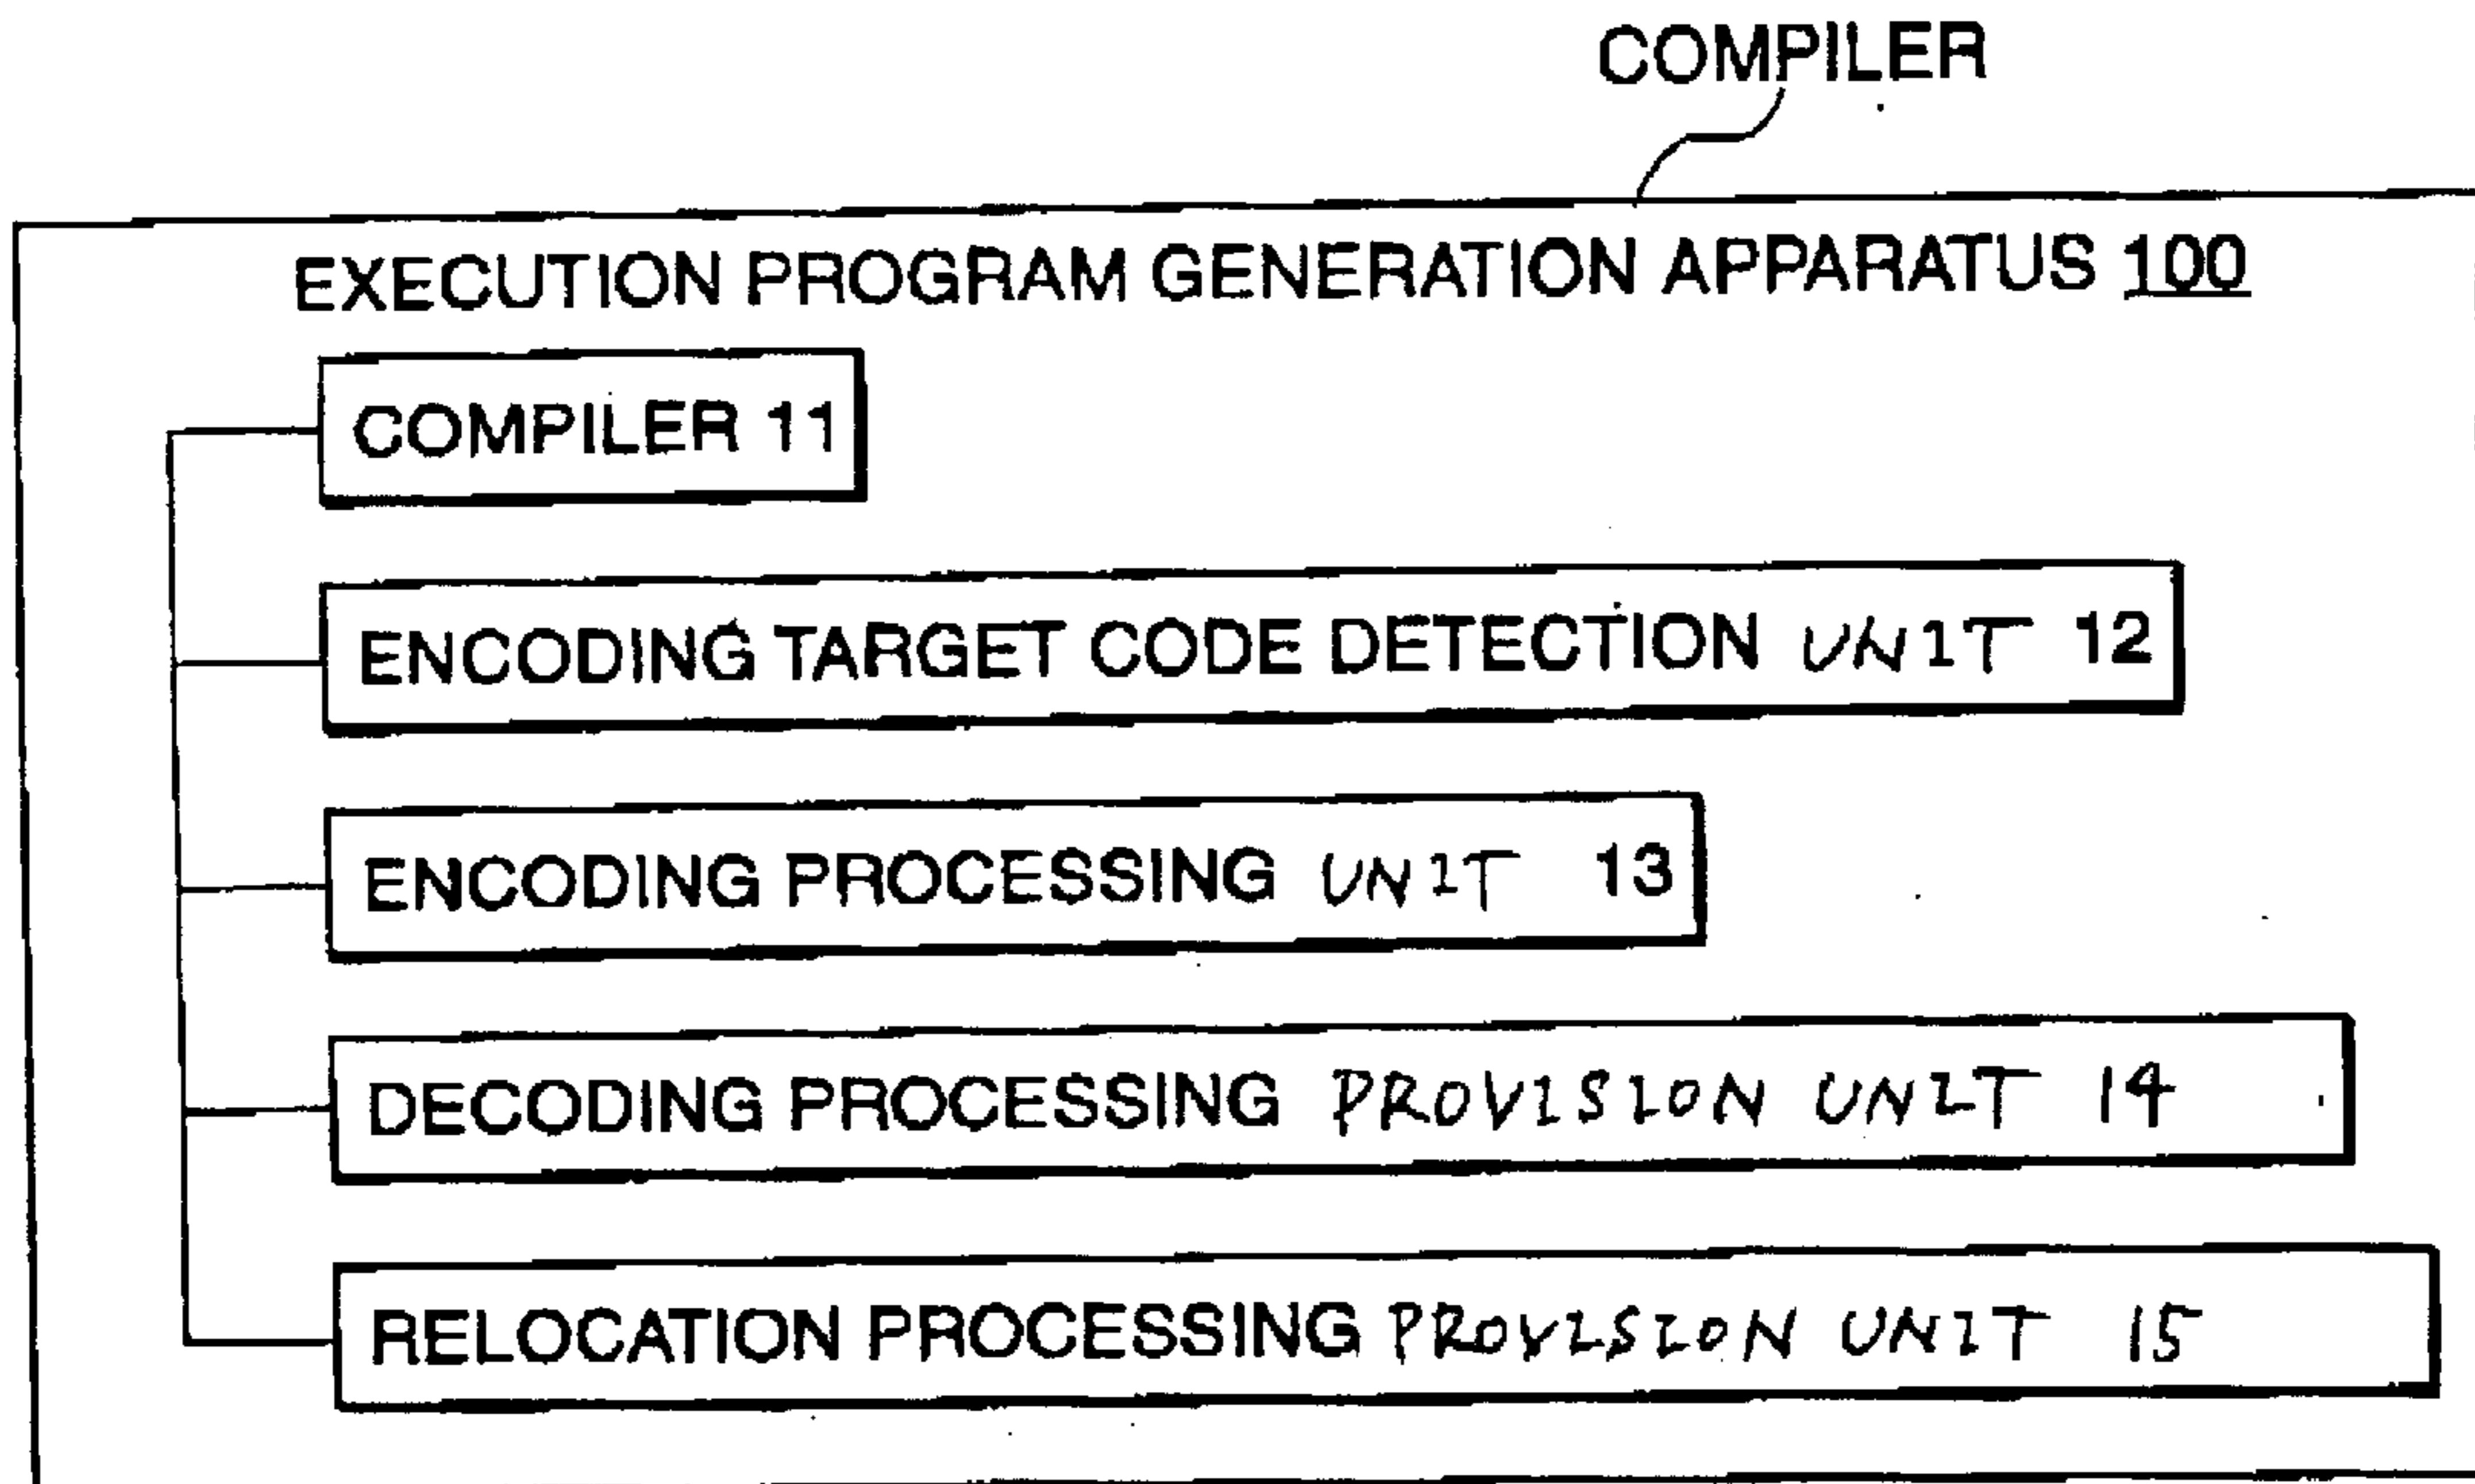 COMPILER
EXECUTION PROGRAM GENERATION APPARATUS 100
COMPILER 11
ENCODING TARGET CODE DETECTION UNIT 12
ENCODING PROCESSING UNIT 13
DECODING PROCESSING PROVISION UNIT 14
RELOCATION PROCESSING PROVISION UNIT 15